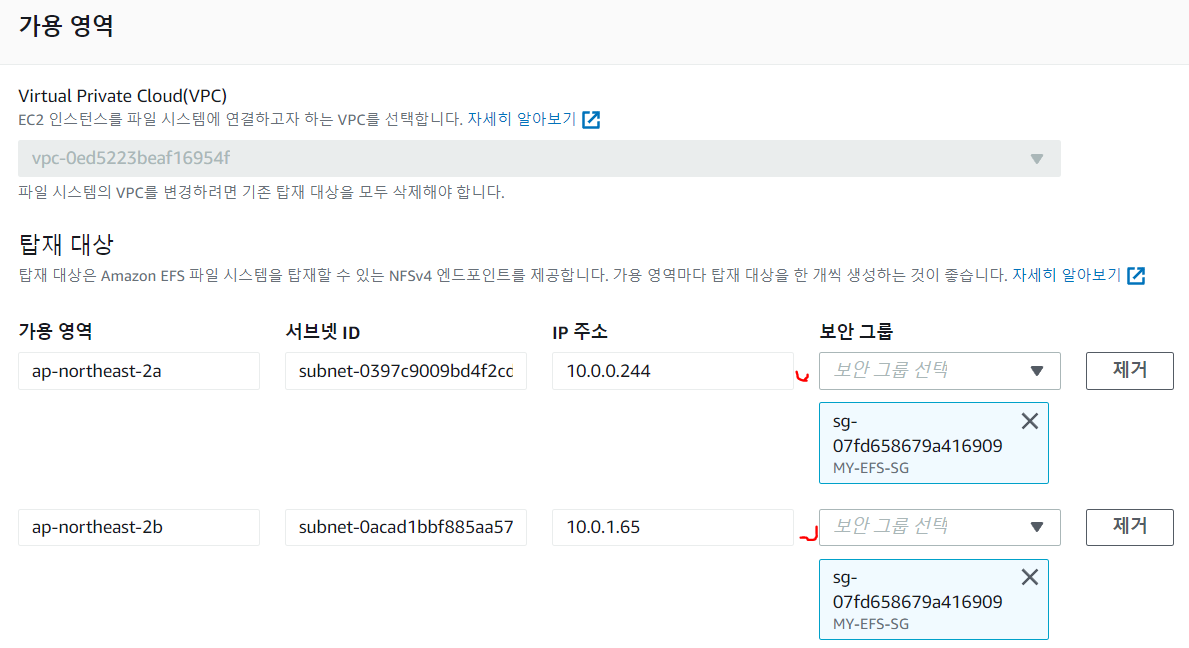 가용 영역
Virtual Private Cloud(VPC)
EC2 인스턴스를 파일 시스템에 연결하고자 하는 VPC를 선택합니다. 자세히 알아보기
vpc-0ed5223beaf16954f
파일 시스템의 VPC를 변경하려면 기존 탑재 대상을 모두 삭제해야 합니다.
탑재 대상
탑재 대상은 Amazon EFS 파일 시스템을 탑재할 수 있는 NFSv4 엔드포인트를 제공합니다. 가용 영역마다 탑재 대상을 한 개씩 생성하는 것이 좋습니다. 자세히 알아보기
가용 영역 서브넷 ID IP 주소 보안 그룹
ap-northeast-2a subnet-0397c9009bd4f2cd 10.0.0.244 보안 그룹 선택 제거
sg-
07fd658679a416909
MY-EFS-SG
ap-northeast-2b subnet-0acad1bbf885aa57 10.0.1.65 보안 그룹 선택 제거
sg-
07fd658679a416909
MY-EFS-SG